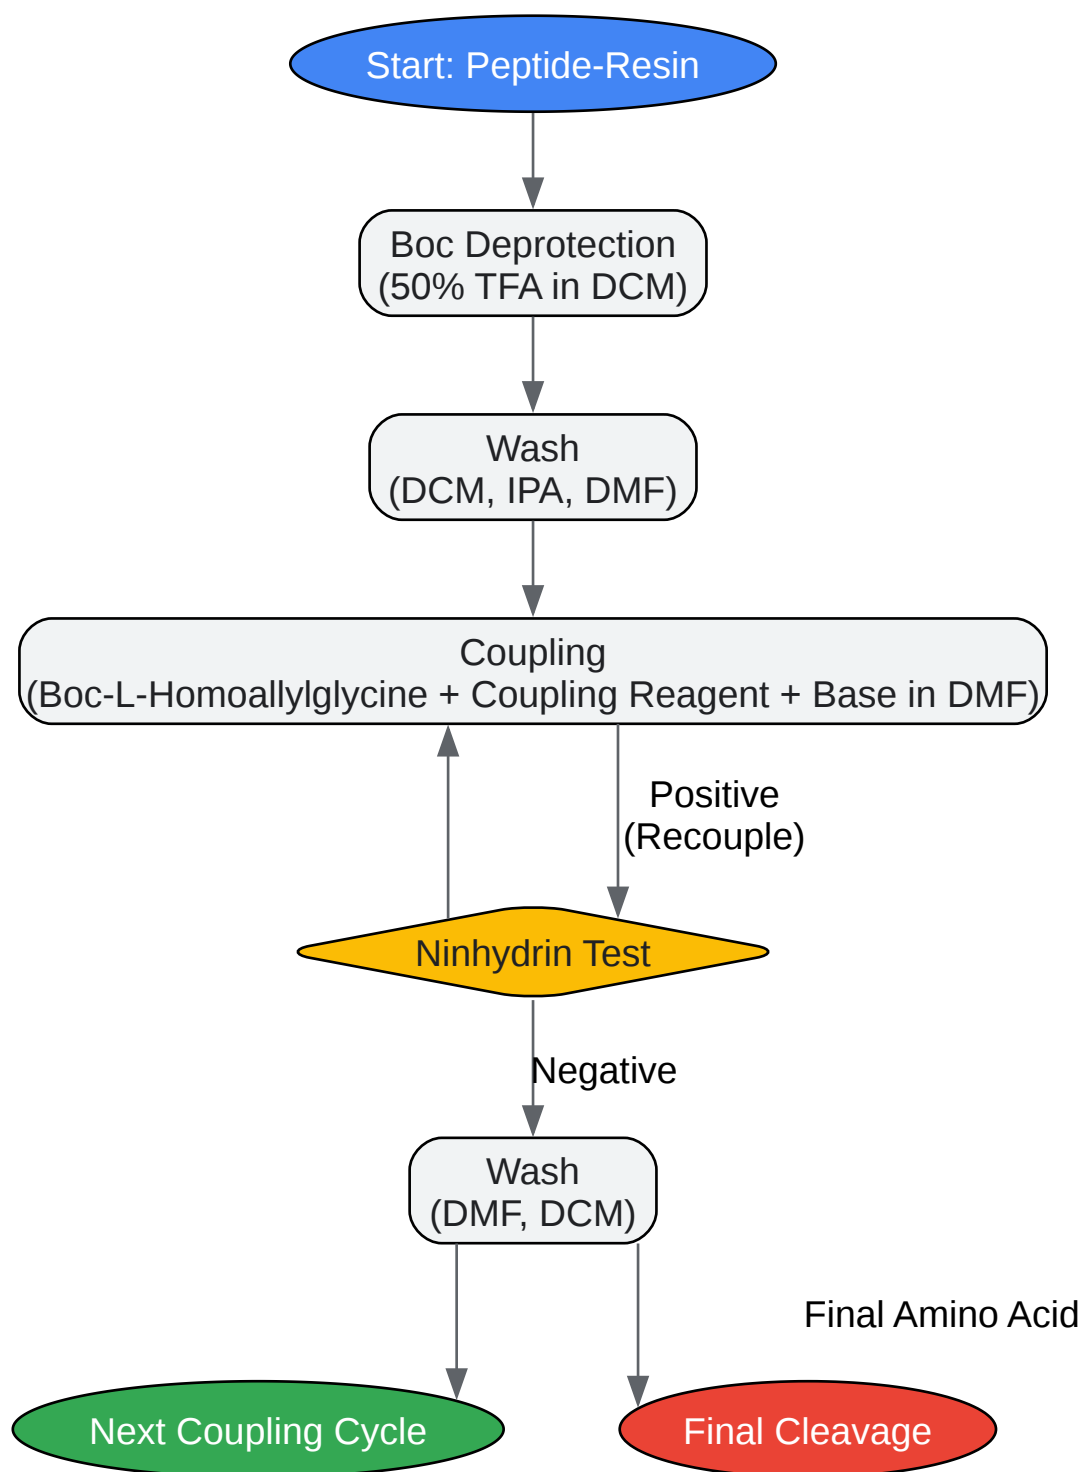 Start: Peptide-Resin
Boc Deprotection
(50% TFA in DCM)
Wash
(DCM, IPA, DMF)
Coupling
(Boc-L-Homoallylglycine + Coupling Reagent + Base in DMF)
Positive
(Recouple)
Ninhydrin Test
Negative
Wash
(DMF, DCM)
Final Amino Acid
Next Coupling Cycle
Final Cleavage